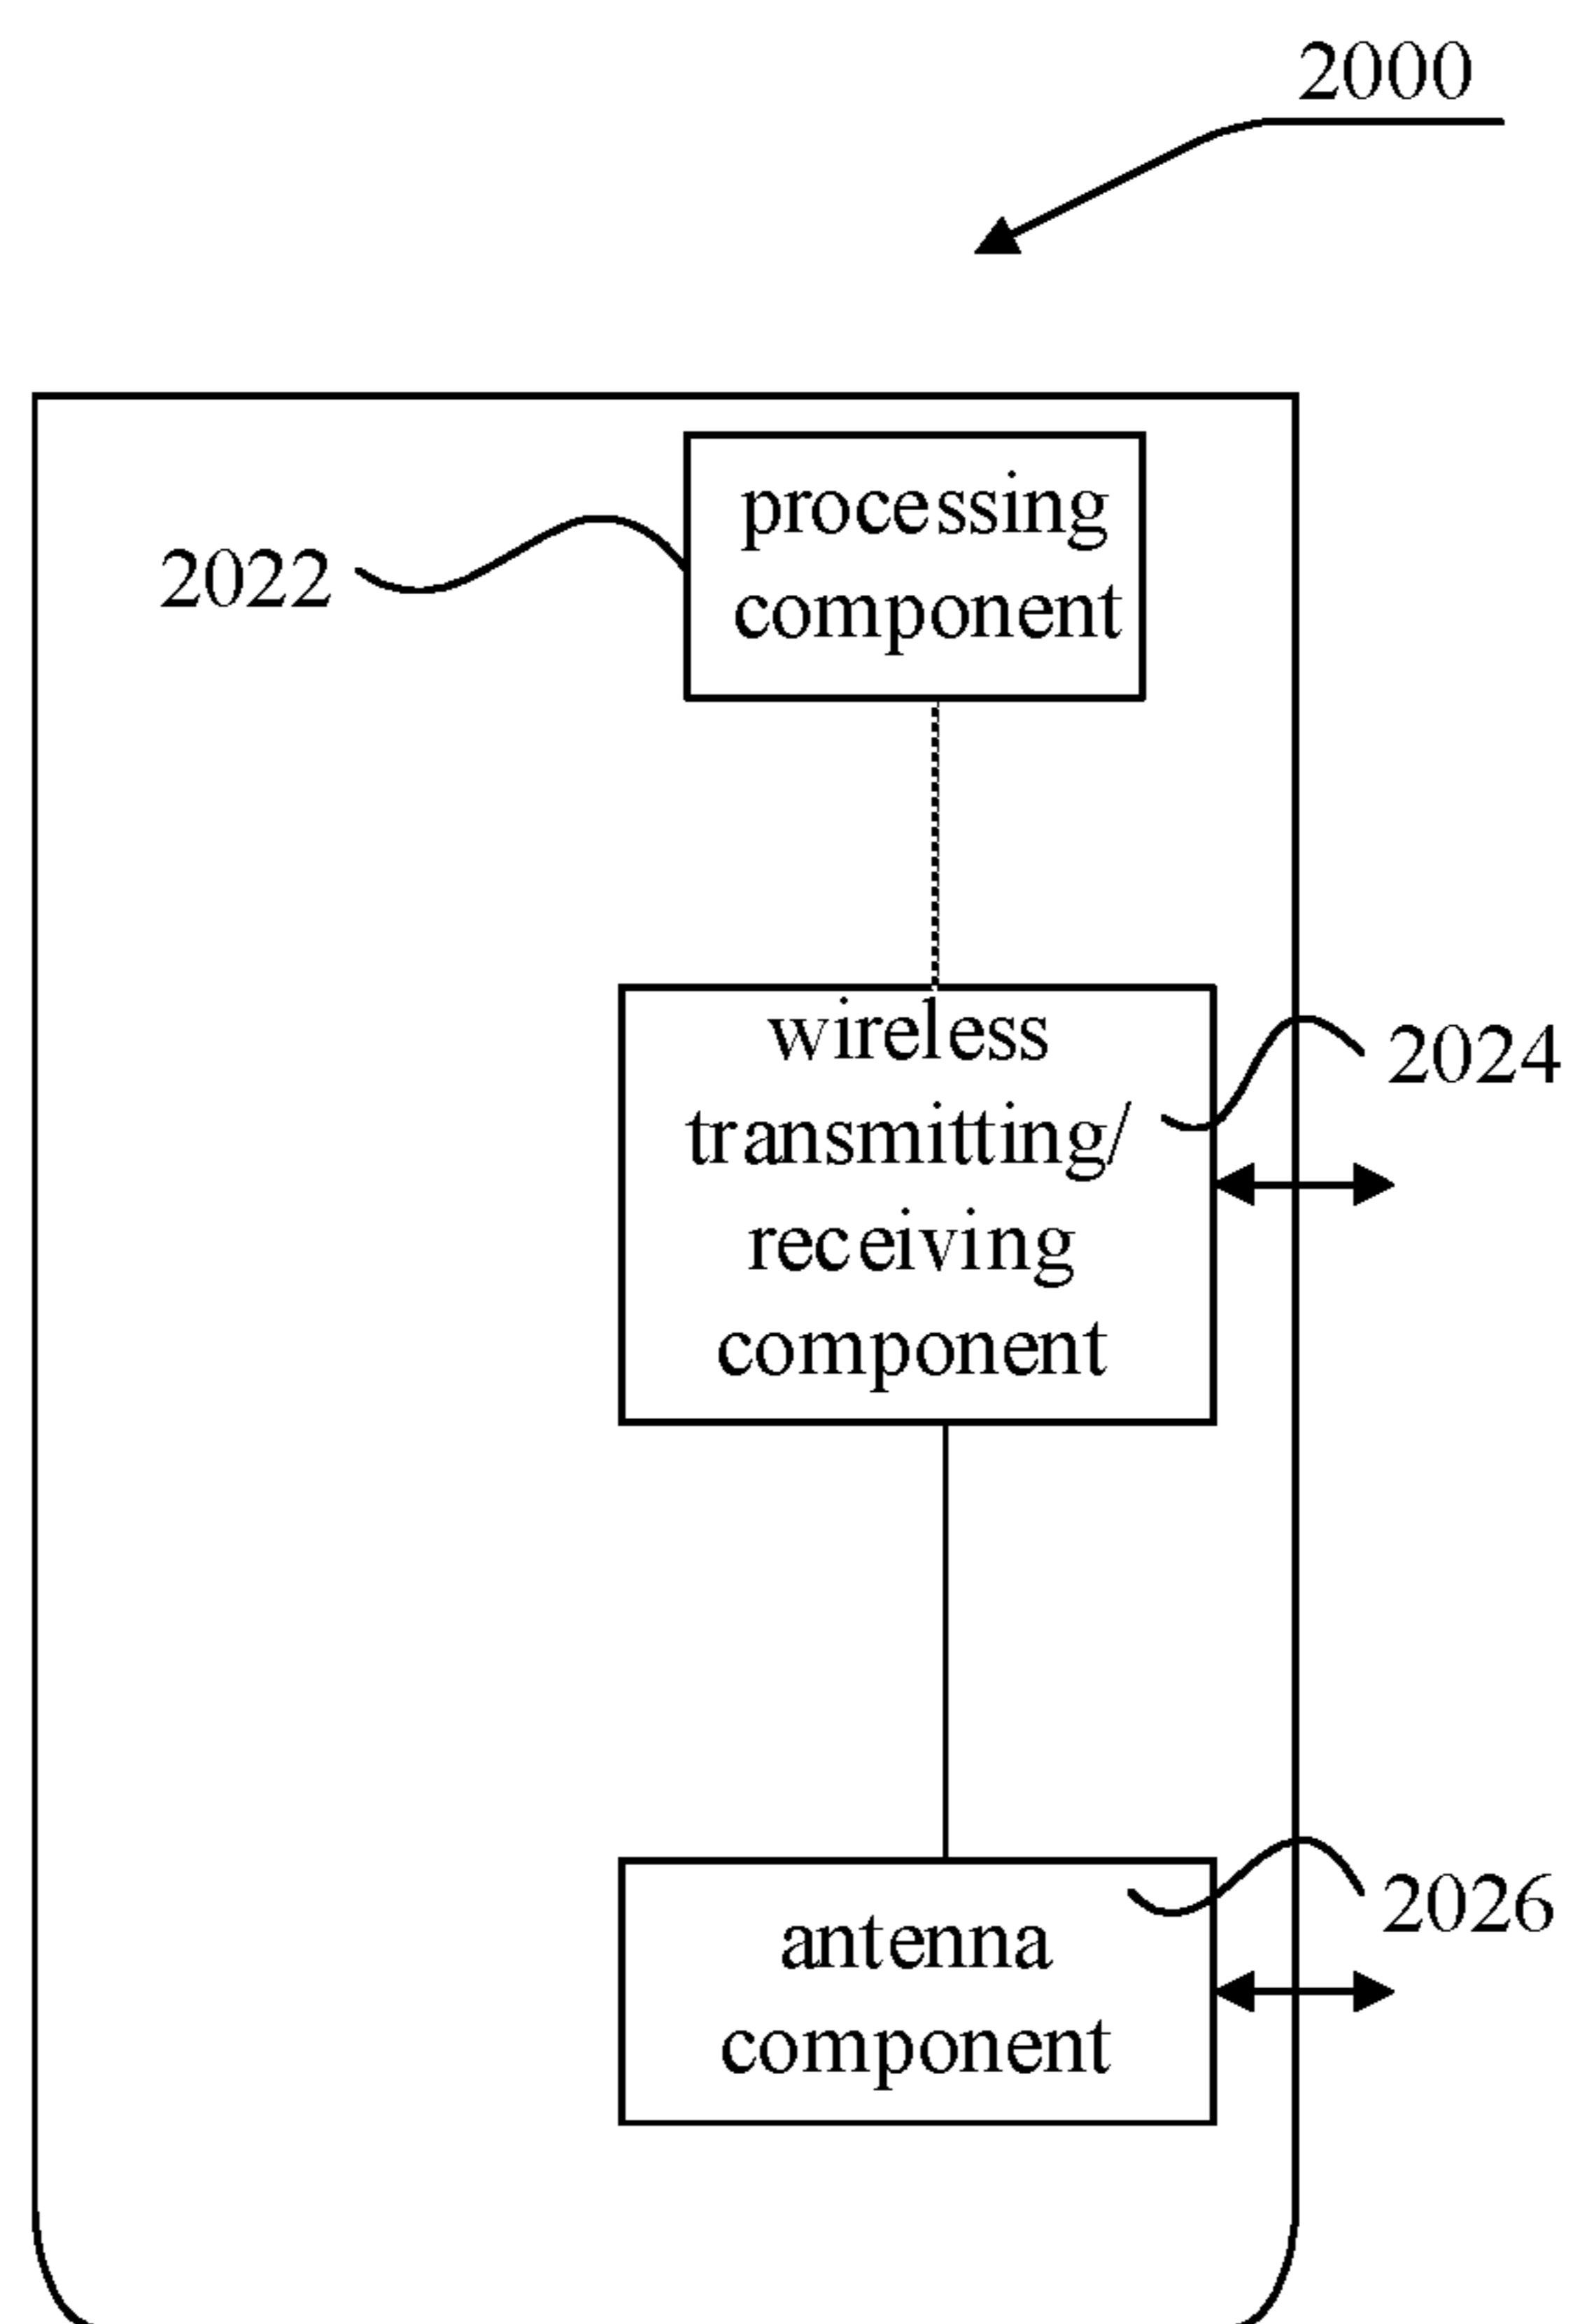 2000
processing
component
2022
wireless
transmitting/
receiving
component
2024
antenna
component
2026